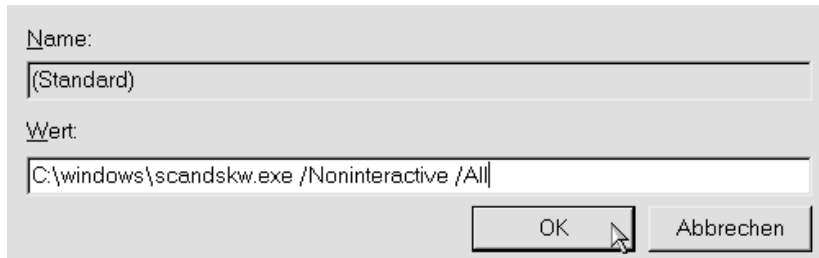 Name:
(Standard)
Wert:
C:\windows\scandskw.exe /Noninteractive /All
OK
Abbrechen